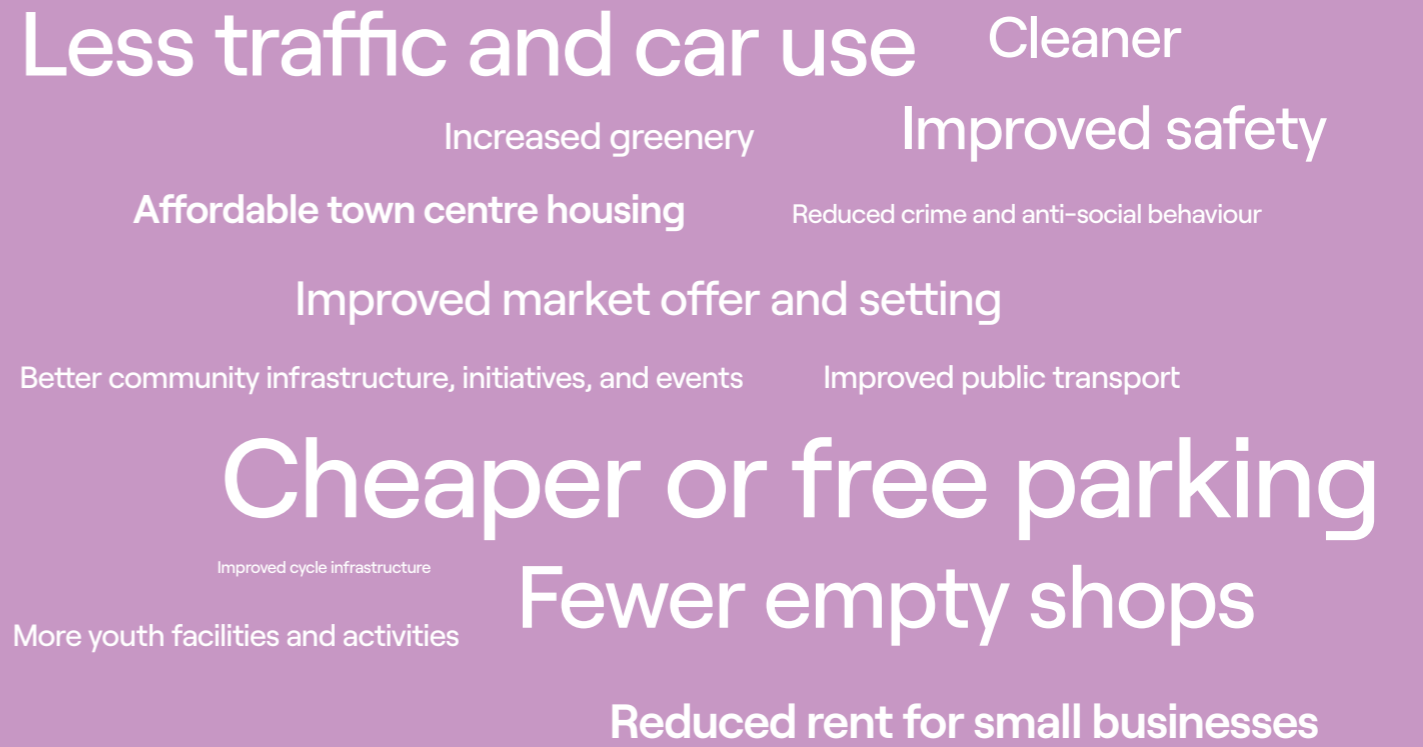 Less traffic and car use
Cleaner
Increased greenery
Improved safety
Affordable town centre housing
Reduced crime and anti-social behaviour
Improved market offer and setting
Better community infrastructure, initiatives, and events
Improved public transport
Cheaper or free parking
Improved cycle infrastructure
Fewer empty shops
More youth facilities and activities
Reduced rent for small businesses